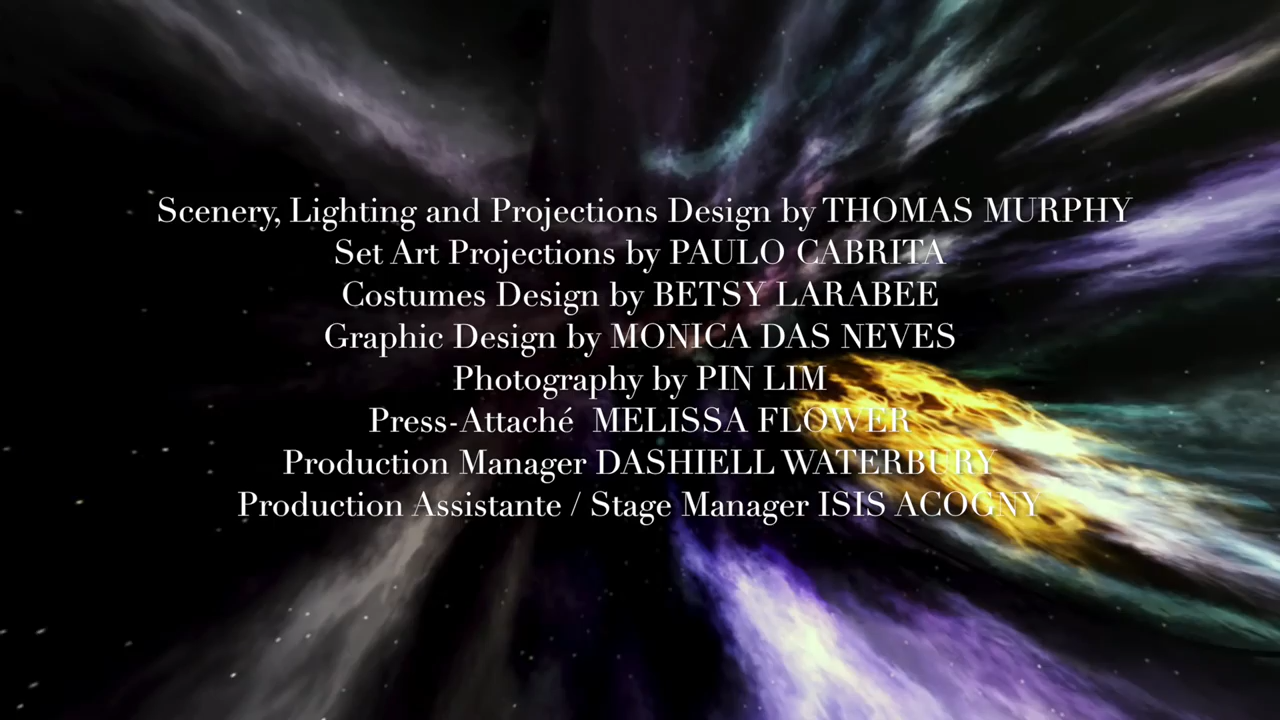 Scenery, Lighting and Projections Design by THOMAS MURPHY
Set Art Projections by PAULO CABRITA
Costumes Design by BETSY LARABEE
Graphic Design by MONICA DAS NEVES
Photography by PIN LIM
Press-Attaché MELISSA FLOWER
Production Manager DASHIELL WATERBURY
Production Assistante / Stage Manager ISIS ACOGNY